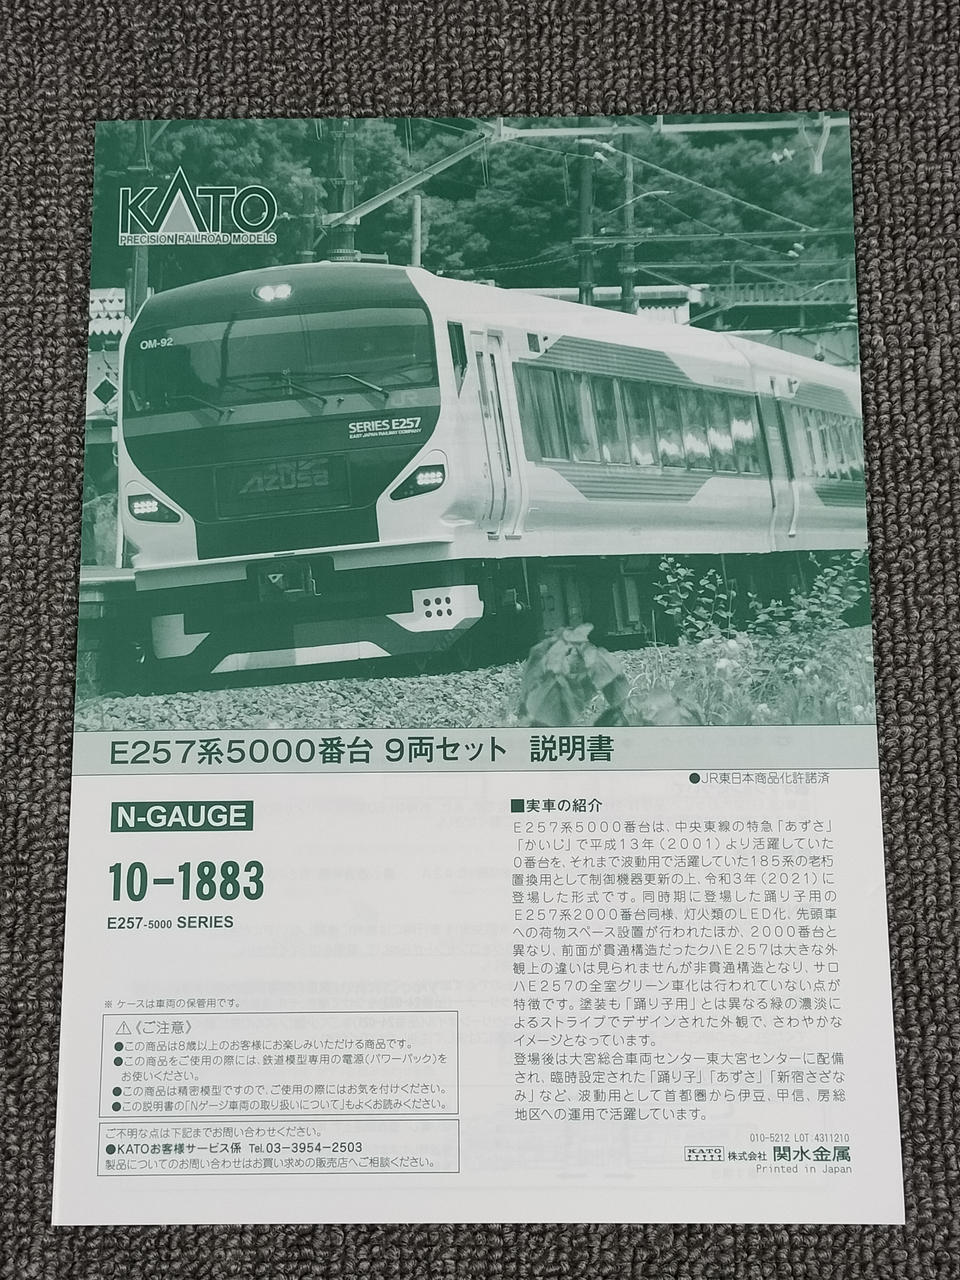 KATO
PRECISION RAILROAD MODELS
OM-92
JR
SERIES E257
EAST JAPAN RAILWAY COMPANY
AZUSA
E257系5000番台 9両セット 説明書
●JR東日本商品化許諾済
N-GAUGE
10-1883
E257-5000 SERIES
※ ケースは車両の保管用です。
⚠《ご注意》
●この商品は8歳以上のお客様にお楽しみいただける商品です。
●この商品をご使用の際には、鉄道模型専用の電源(パワーパック)を
お使いください。
●この商品は精密模型ですので、ご使用の際にはお気を付けください。
●この説明書の「Nゲージ車両の取り扱いについて」もよくお読みください。
ご不明な点は下記までお問い合わせください。
●KATOお客様サービス係 Tel.03-3954-2503
製品についてのお問い合わせはお買い求めの販売店へご相談ください。
■実車の紹介
E257系5000番台は、中央東線の特急「あずさ」
「かいじ」で平成13年(2001)より活躍していた
0番台を、それまで波動用で活躍していた185系の老朽
置換用として制御機器更新の上、令和3年(2021)に
登場した形式です。同時期に登場した踊り子用の
E257系2000番台同様、灯火類のLED化、先頭車
への荷物スペース設置が行われたほか、2000番台と
異なり、前面が貫通構造だったクハE257は大きな外
観上の違いは見られませんが非貫通構造となり、サロ
ハE257の全室グリーン車化は行われていない点が
特徴です。塗装も「踊り子用」とは異なる緑の濃淡に
よるストライプでデザインされた外観で、さわやかな
イメージとなっています。
登場後は大宮総合車両センター東大宮センターに配備
され、臨時設定された「踊り子」「あずさ」「新宿さざな
み」など、波動用として首都圏から伊豆、甲信、房総
地区への運用で活躍しています。
010-5212 LOT 4311210
KATO 株式会社 関水金属
Printed in Japan